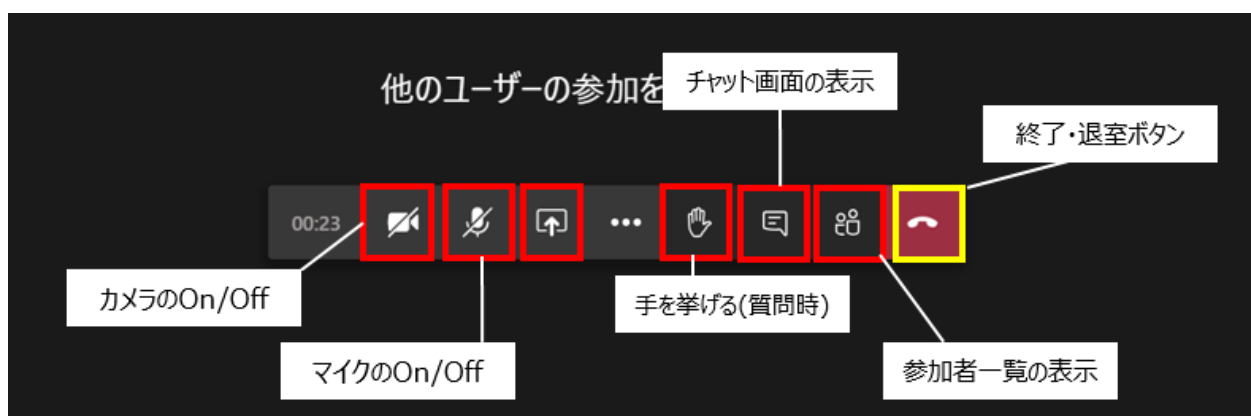 他のユーザーの参加を
チャット画面の表示
終了・退室ボタン
00:23
カメラのOn/Off
手を挙げる(質問時)
マイクのOn/Off
参加者一覧の表示